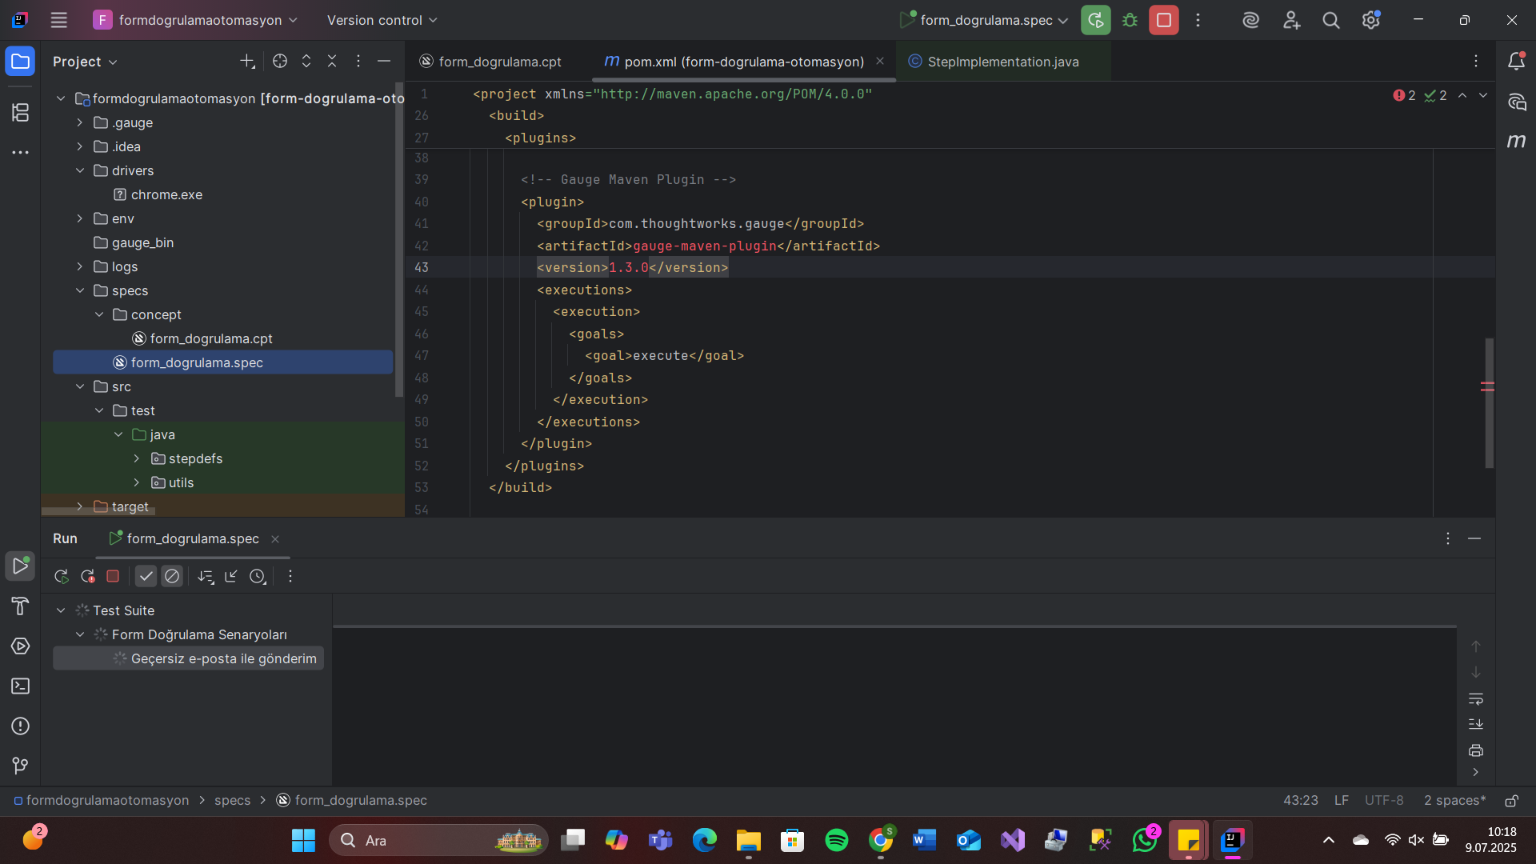 F formdogrulamaotomasyon Version control form_dogrulama.spec
Project
form_dogrulama.cpt pom.xml (form-dogrulama-otomasyon) StepImplementation.java
formdogrulamaotomasyon [form-dogrulama-oto
.gauge
.idea
drivers
chrome.exe
env
gauge_bin
logs
specs
concept
form_dogrulama.cpt
form_dogrulama.spec
src
test
java
stepdefs
utils
target
1 <project xmlns="http://maven.apache.org/POM/4.0.0"
2 2
26 <build>
27 <plugins>
38
39 <!-- Gauge Maven Plugin -->
40 <plugin>
41 <groupId>com.thoughtworks.gauge</groupId>
42 <artifactId>gauge-maven-plugin</artifactId>
43 <version>1.3.0</version>
44 <executions>
45 <execution>
46 <goals>
47 <goal>execute</goal>
48 </goals>
49 </execution>
50 </executions>
51 </plugin>
52 </plugins>
53 </build>
54
Run form_dogrulama.spec
Test Suite
Form Doğrulama Senaryoları
Geçersiz e-posta ile gönderim
formdogrulamaotomasyon specs form_dogrulama.spec 43:23 LF UTF-8 2 spaces*
2 Ara S 2 10:18
9.07.2025